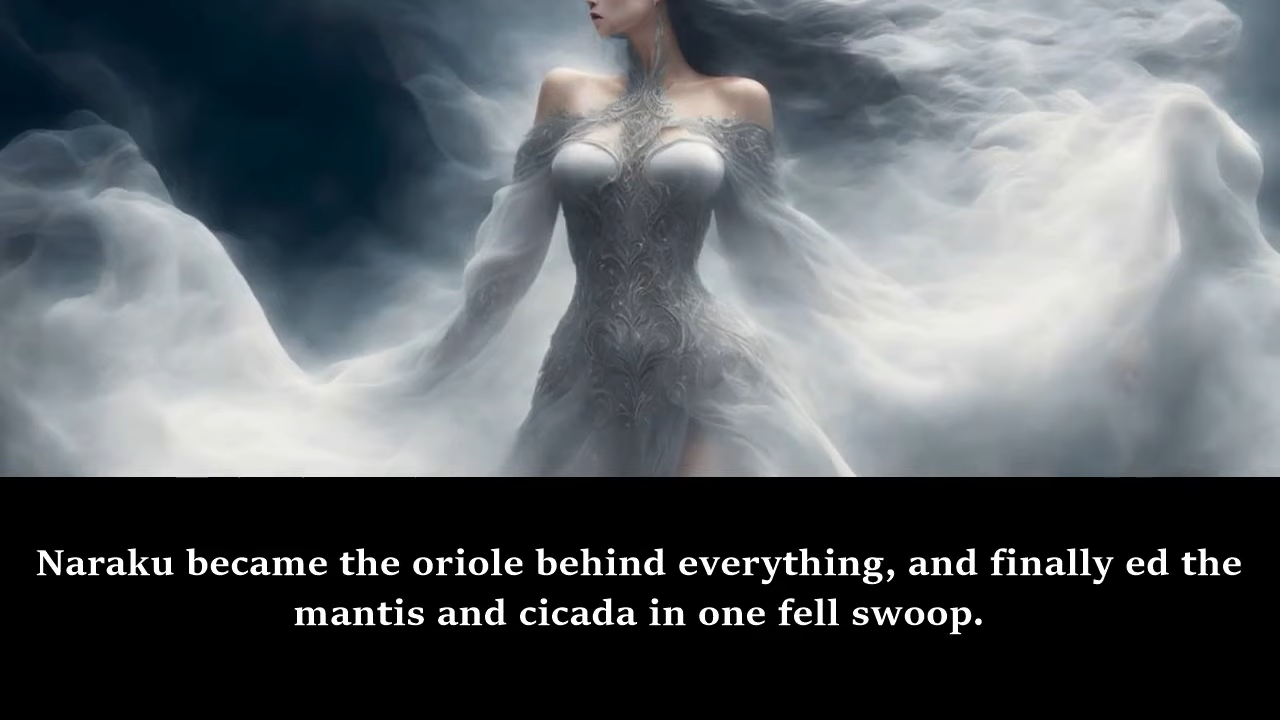 Naraku became the oriole behind everything, and finally ed the
mantis and cicada in one fell swoop.